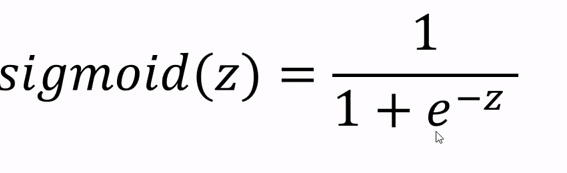 sigmoid(z) = 1 / (1 + e^{-z})